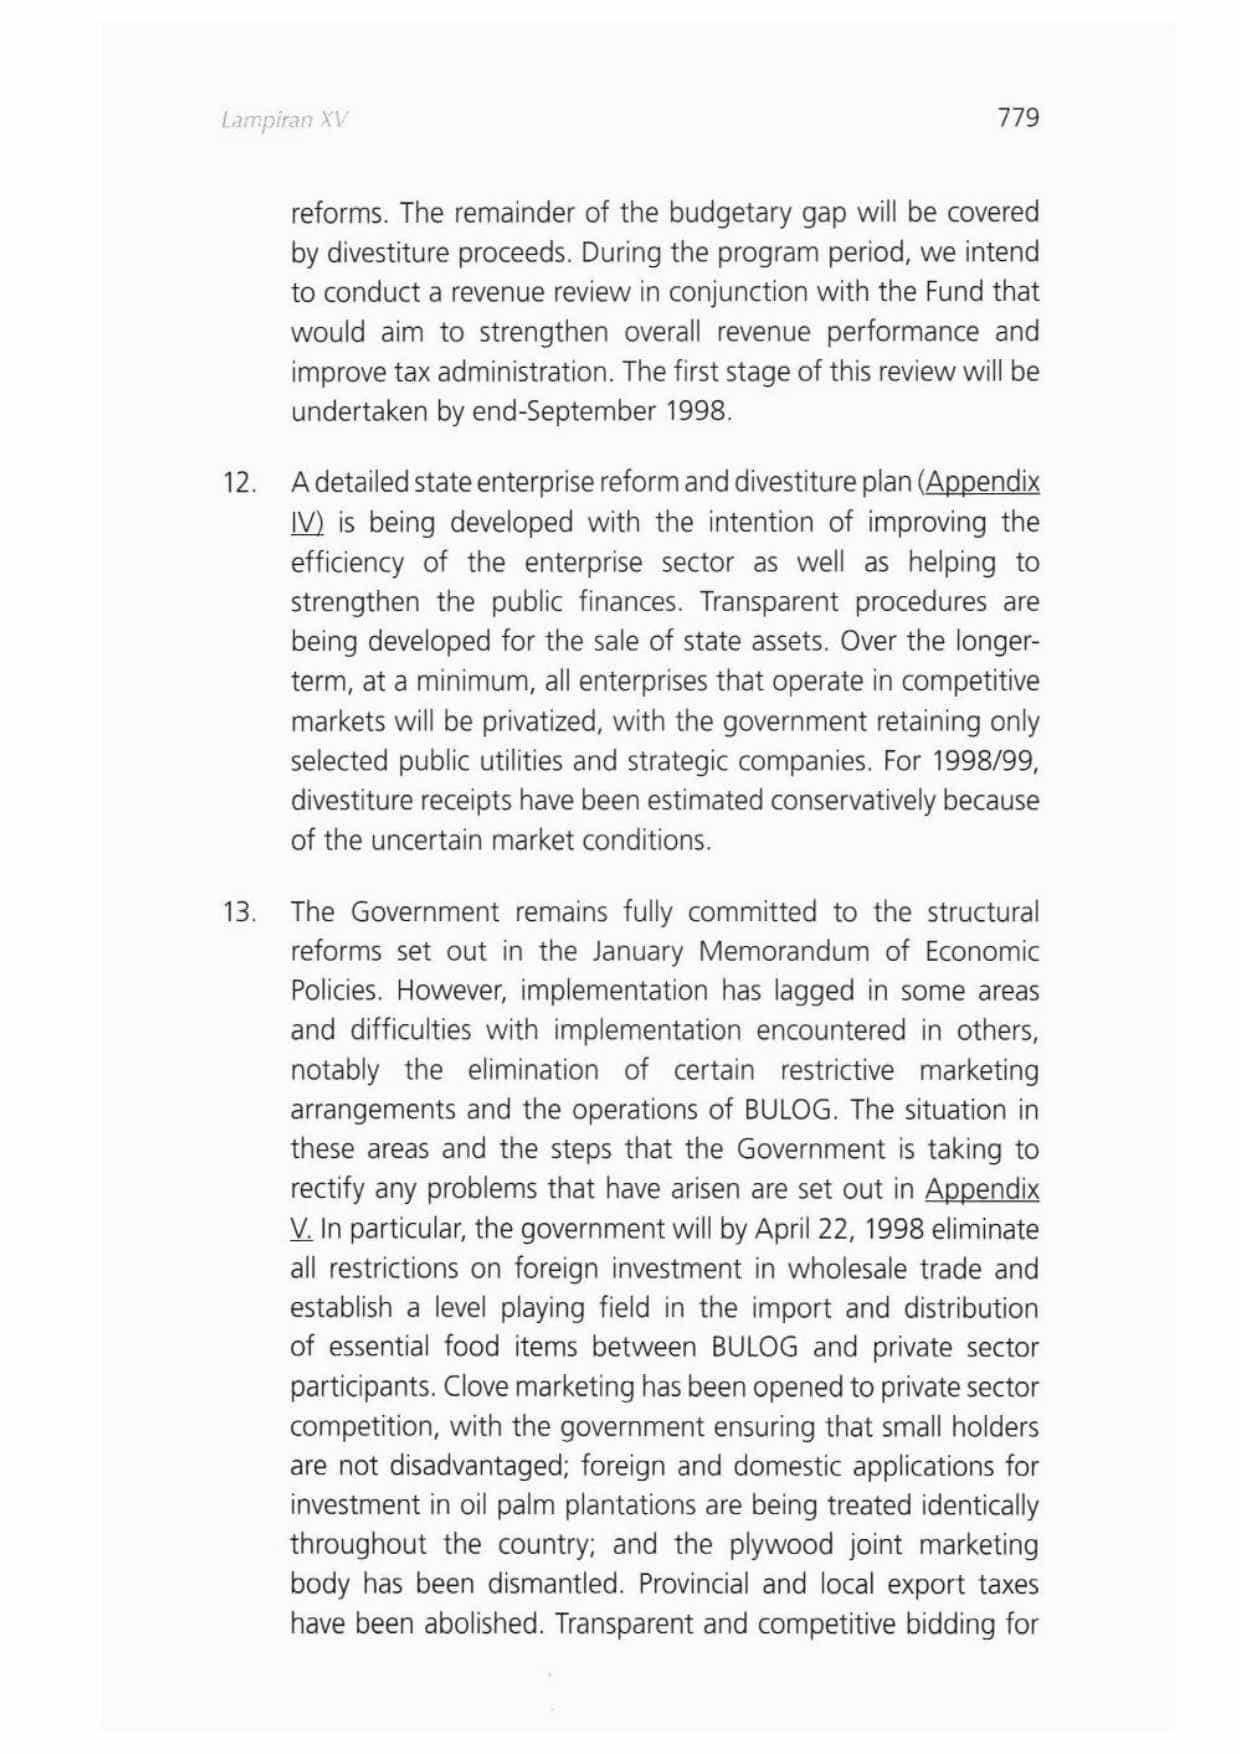 Lampiran XV 779
reforms. The remainder of the budgetary gap will be covered
by divestiture proceeds. During the program period, we intend
to conduct a revenue review in conjunction with the Fund that
would aim to strengthen overall revenue performance and
improve tax administration. The first stage of this review will be
undertaken by end-September 1998.
12. A detailed state enterprise reform and divestiture plan (Appendix
IV) is being developed with the intention of improving the
efficiency of the enterprise sector as well as helping to
strengthen the public finances. Transparent procedures are
being developed for the sale of state assets. Over the longer-
term, at a minimum, all enterprises that operate in competitive
markets will be privatized, with the government retaining only
selected public utilities and strategic companies. For 1998/99,
divestiture receipts have been estimated conservatively because
of the uncertain market conditions.
13. The Government remains fully committed to the structural
reforms set out in the January Memorandum of Economic
Policies. However, implementation has lagged in some areas
and difficulties with implementation encountered in others,
notably the elimination of certain restrictive marketing
arrangements and the operations of BULOG. The situation in
these areas and the steps that the Government is taking to
rectify any problems that have arisen are set out in Appendix
V. In particular, the government will by April 22, 1998 eliminate
all restrictions on foreign investment in wholesale trade and
establish a level playing field in the import and distribution
of essential food items between BULOG and private sector
participants. Clove marketing has been opened to private sector
competition, with the government ensuring that small holders
are not disadvantaged; foreign and domestic applications for
investment in oil palm plantations are being treated identically
throughout the country; and the plywood joint marketing
body has been dismantled. Provincial and local export taxes
have been abolished. Transparent and competitive bidding for